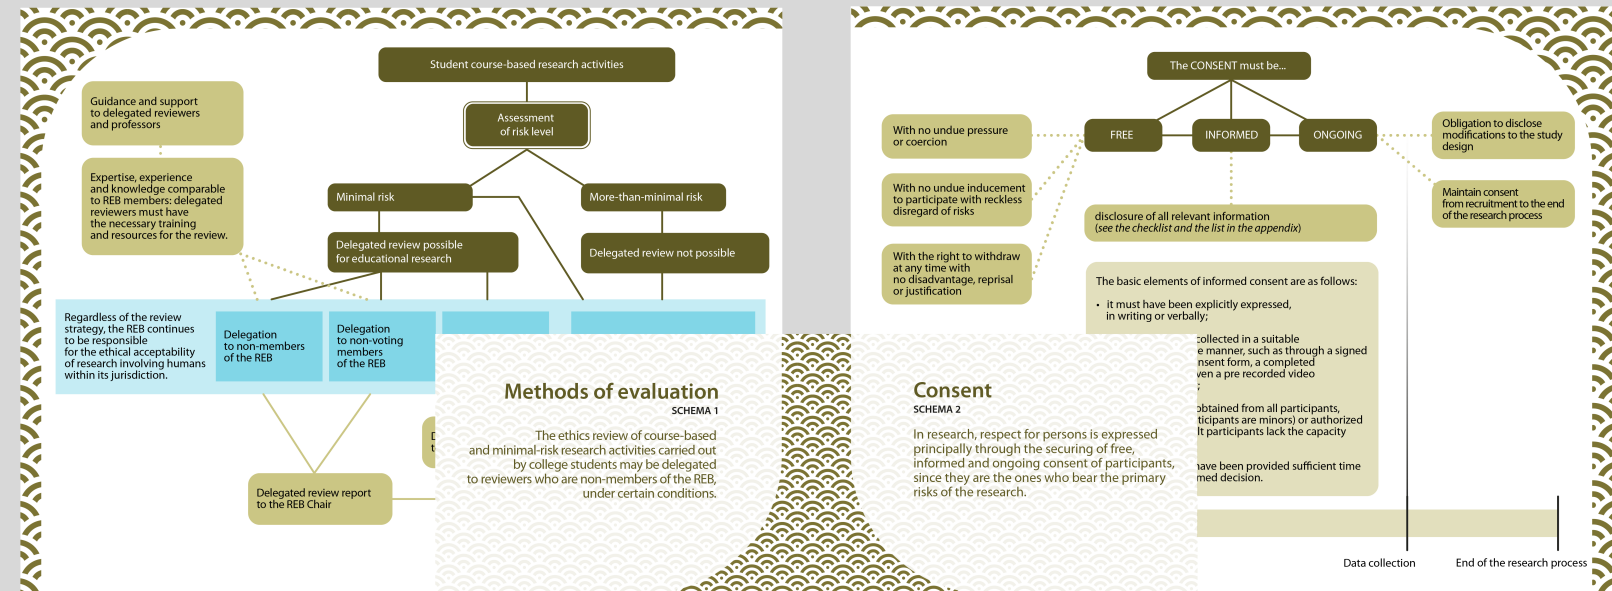 Student course-based research activities
Assessment
of risk level
Guidance and support
to delegated reviewers
and professors
Expertise, experience
and knowledge comparable
to REB members: delegated
reviewers must have
the necessary training
and resources for the review.
Minimal risk
More-than-minimal risk
Delegated review possible
for educational research
Delegated review not possible
Regardless of the review
strategy, the REB continues
to be responsible
for the ethical acceptability
of research involving humans
within its jurisdiction.
Delegation
to non-members
of the REB
Delegation
to non-voting
members
of the REB
Delegated review report
to the REB Chair
Methods of evaluation
SCHEMA 1
The ethics review of course-based
and minimal-risk research activities carried out
by college students may be delegated
to reviewers who are non-members of the REB,
under certain conditions.
The CONSENT must be...
FREE
INFORMED
ONGOING
With no undue pressure
or coercion
With no undue inducement
to participate with reckless
disregard of risks
With the right to withdraw
at any time with
no disadvantage, reprisal
or justification
Obligation to disclose
modifications to the study
design
Maintain consent
from recruitment to the end
of the research process
disclosure of all relevant information
(see the checklist and the list in the appendix)
The basic elements of informed consent are as follows:
• it must have been explicitly expressed,
in writing or verbally;
collected in a suitable
manner, such as through a signed
consent form, a completed
pre recorded video
obtained from all participants,
participants are minors) or authorized
participants lack the capacity
have been provided sufficient time
decision.
Consent
SCHEMA 2
In research, respect for persons is expressed
principally through the securing of free,
informed and ongoing consent of participants,
since they are the ones who bear the primary
risks of the research.
Data collection
End of the research process